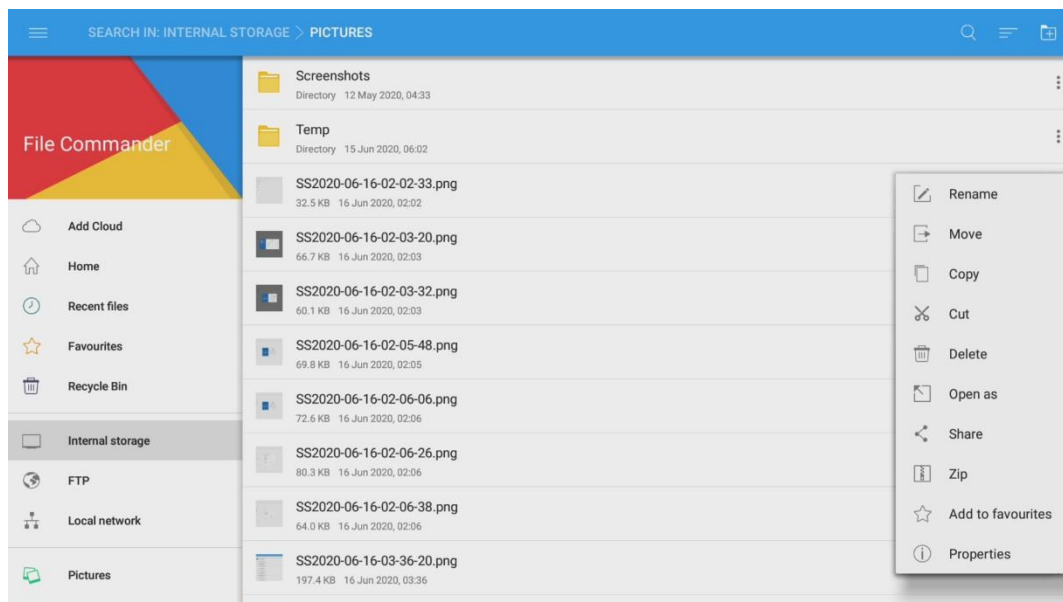 SEARCH IN: INTERNAL STORAGE > PICTURES
File Commander
Add Cloud
Home
Recent files
Favourites
Recycle Bin
Internal storage
FTP
Local network
Pictures
Screenshots
Directory 12 May 2020, 04:33
Temp
Directory 15 Jun 2020, 06:02
SS2020-06-16-02-02-33.png
32.5 KB 16 Jun 2020, 02:02
SS2020-06-16-02-03-20.png
66.7 KB 16 Jun 2020, 02:03
SS2020-06-16-02-03-32.png
60.1 KB 16 Jun 2020, 02:03
SS2020-06-16-02-05-48.png
69.8 KB 16 Jun 2020, 02:05
SS2020-06-16-02-06-06.png
72.6 KB 16 Jun 2020, 02:06
SS2020-06-16-02-06-26.png
80.3 KB 16 Jun 2020, 02:06
SS2020-06-16-02-06-38.png
64.0 KB 16 Jun 2020, 02:06
SS2020-06-16-03-36-20.png
197.4 KB 16 Jun 2020, 03:36
Rename
Move
Copy
Cut
Delete
Open as
Share
Zip
Add to favourites
Properties